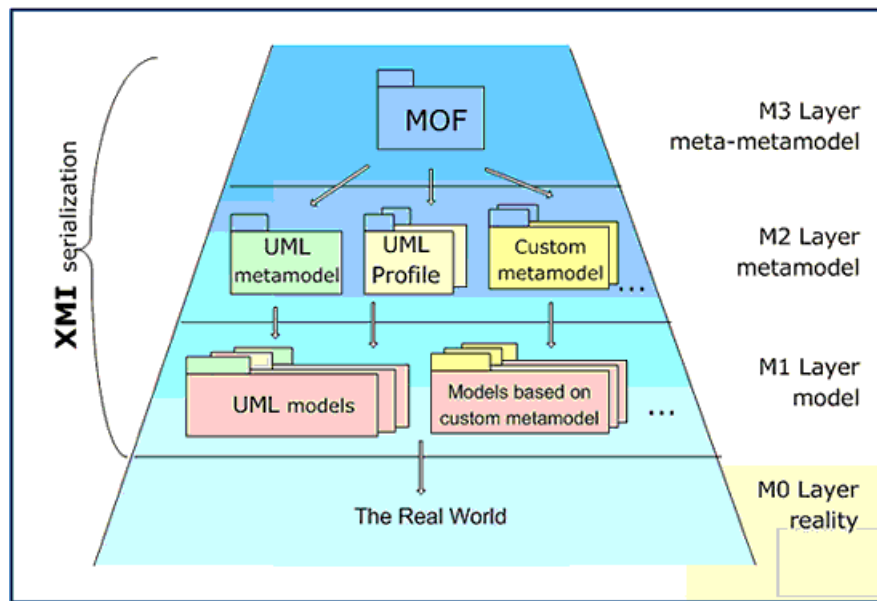 MOF
M3 Layer
meta-metamodel
XMI serialization
UML
metamodel
UML
Profile
Custom
metamodel
...
M2 Layer
metamodel
UML models
Models based on
custom metamodel
...
M1 Layer
model
The Real World
M0 Layer
reality